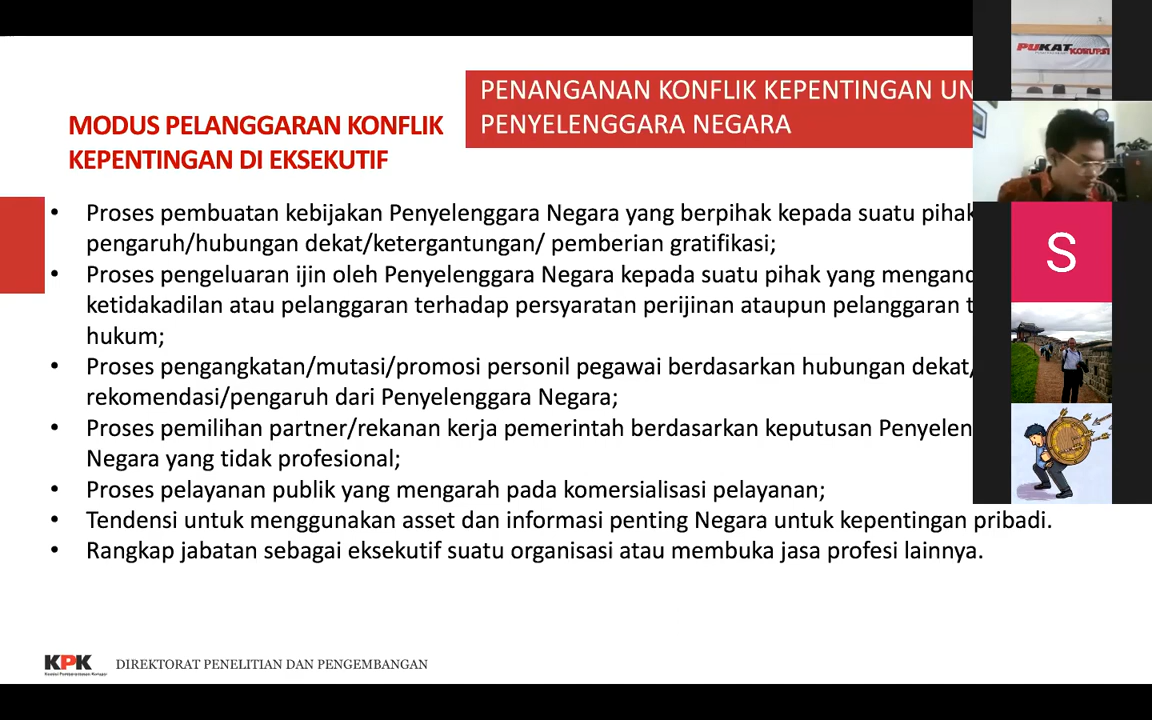 PENANGANAN KONFLIK KEPENTINGAN UN
PENYELENGGARA NEGARA
MODUS PELANGGARAN KONFLIK
KEPENTINGAN DI EKSEKUTIF
• Proses pembuatan kebijakan Penyelenggara Negara yang berpihak kepada suatu pihak
pengaruh/hubungan dekat/ketergantungan/ pemberian gratifikasi;
• Proses pengeluaran ijin oleh Penyelenggara Negara kepada suatu pihak yang mengand
ketidakadilan atau pelanggaran terhadap persyaratan perijinan ataupun pelanggaran t
hukum;
• Proses pengangkatan/mutasi/promosi personil pegawai berdasarkan hubungan dekat/
rekomendasi/pengaruh dari Penyelenggara Negara;
• Proses pemilihan partner/rekanan kerja pemerintah berdasarkan keputusan Penyelen
Negara yang tidak profesional;
• Proses pelayanan publik yang mengarah pada komersialisasi pelayanan;
• Tendensi untuk menggunakan asset dan informasi penting Negara untuk kepentingan pribadi.
• Rangkap jabatan sebagai eksekutif suatu organisasi atau membuka jasa profesi lainnya.
KPK
Komisi Pemberantasan Korupsi
DIREKTORAT PENELITIAN DAN PENGEMBANGAN
PUKAT KORUPSI
S